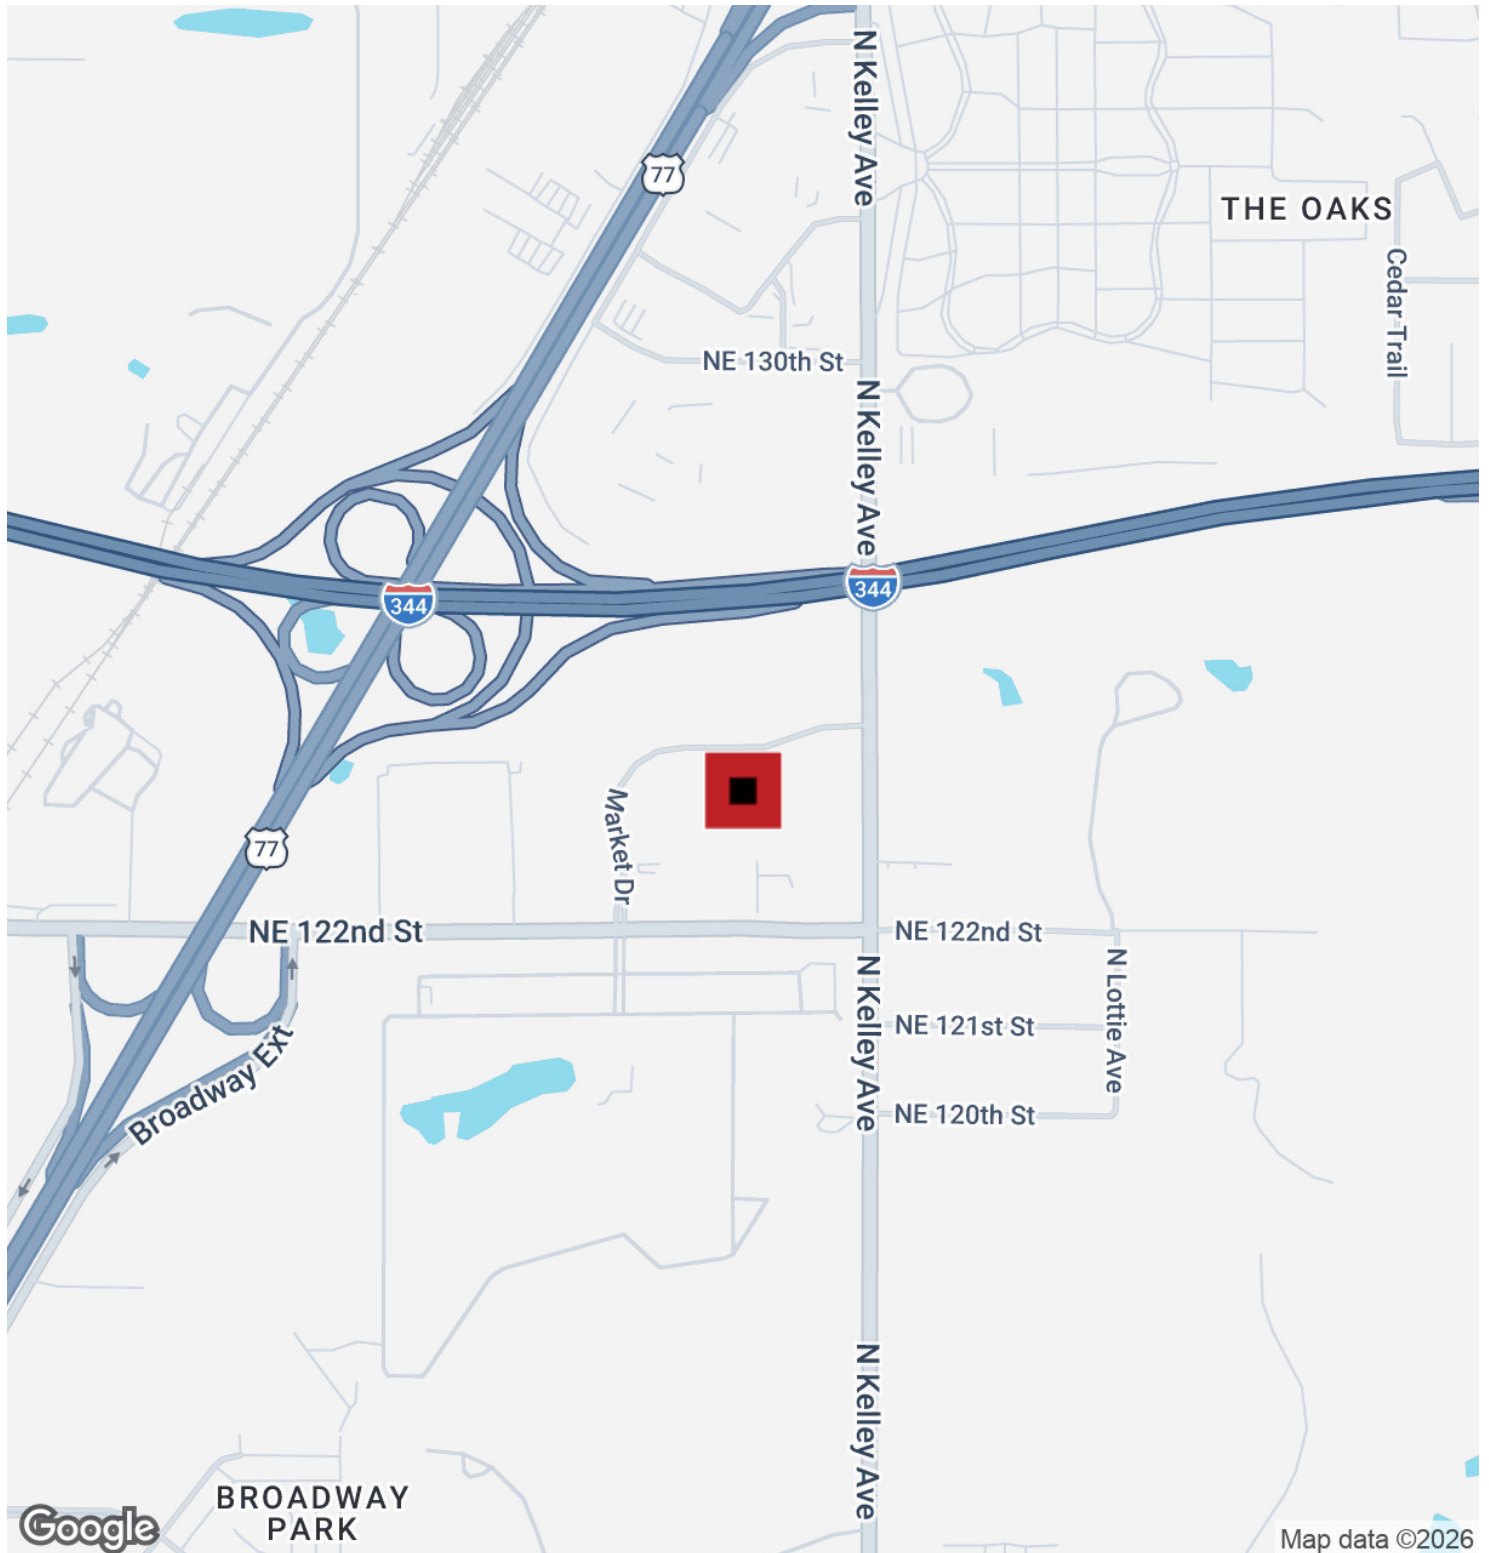 N Kelley Ave
77
THE OAKS
Cedar Trail
NE 130th St
N Kelley Ave
344
344
Market Dr
77
NE 122nd St
NE 122nd St
N Kelley Ave
N Lottie Ave
NE 121st St
Broadway Ext
NE 120th St
N Kelley Ave
BROADWAY
PARK
Google
Map data ©2026